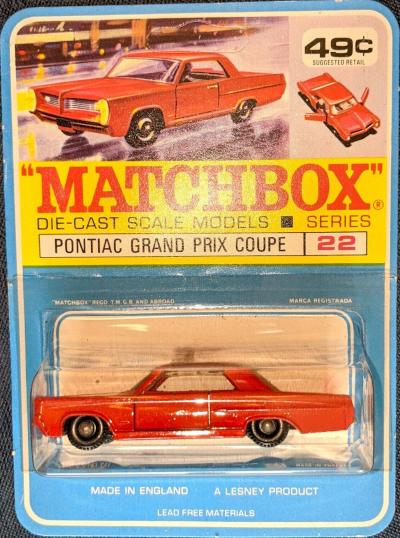 49¢
SUGGESTED RETAIL
"MATCHBOX"®
DIE-CAST SCALE MODELS SERIES
PONTIAC GRAND PRIX COUPE 22
"MATCHBOX" REGD T.M. G.B. AND ABROAD MARCA REGISTRADA
MADE IN ENGLAND A LESNEY PRODUCT
LEAD FREE MATERIALS